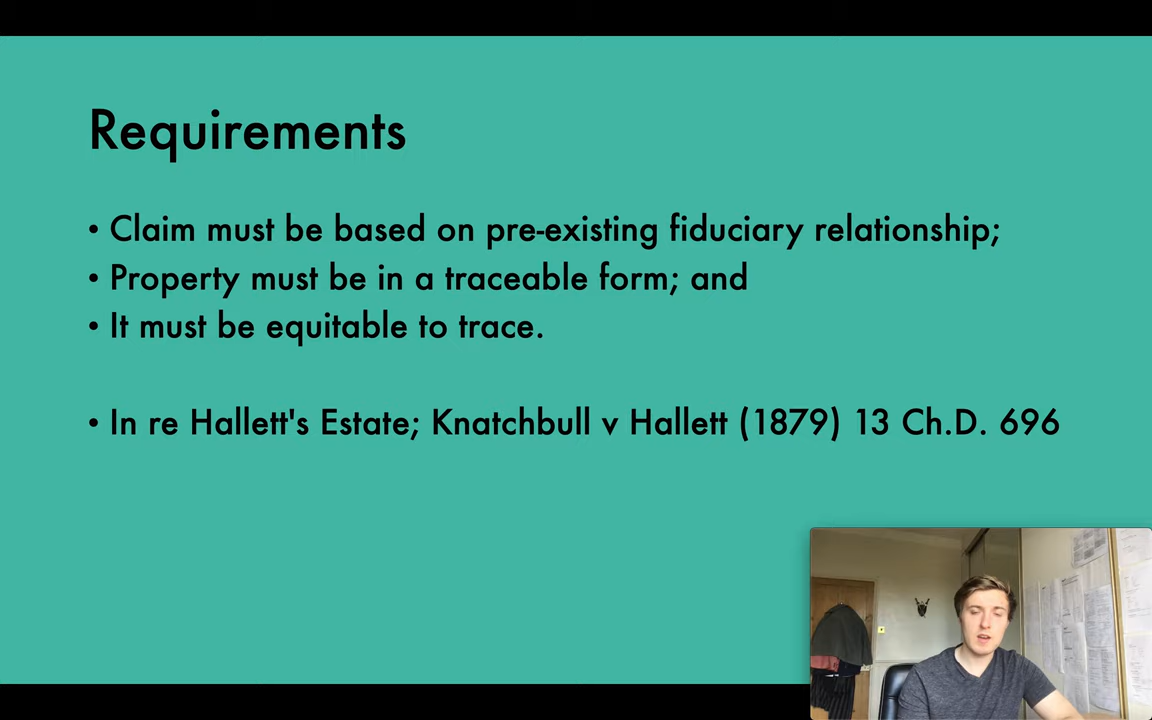 Requirements
• Claim must be based on pre-existing fiduciary relationship;
• Property must be in a traceable form; and
• It must be equitable to trace.
• In re Hallett's Estate; Knatchbull v Hallett (1879) 13 Ch.D. 696